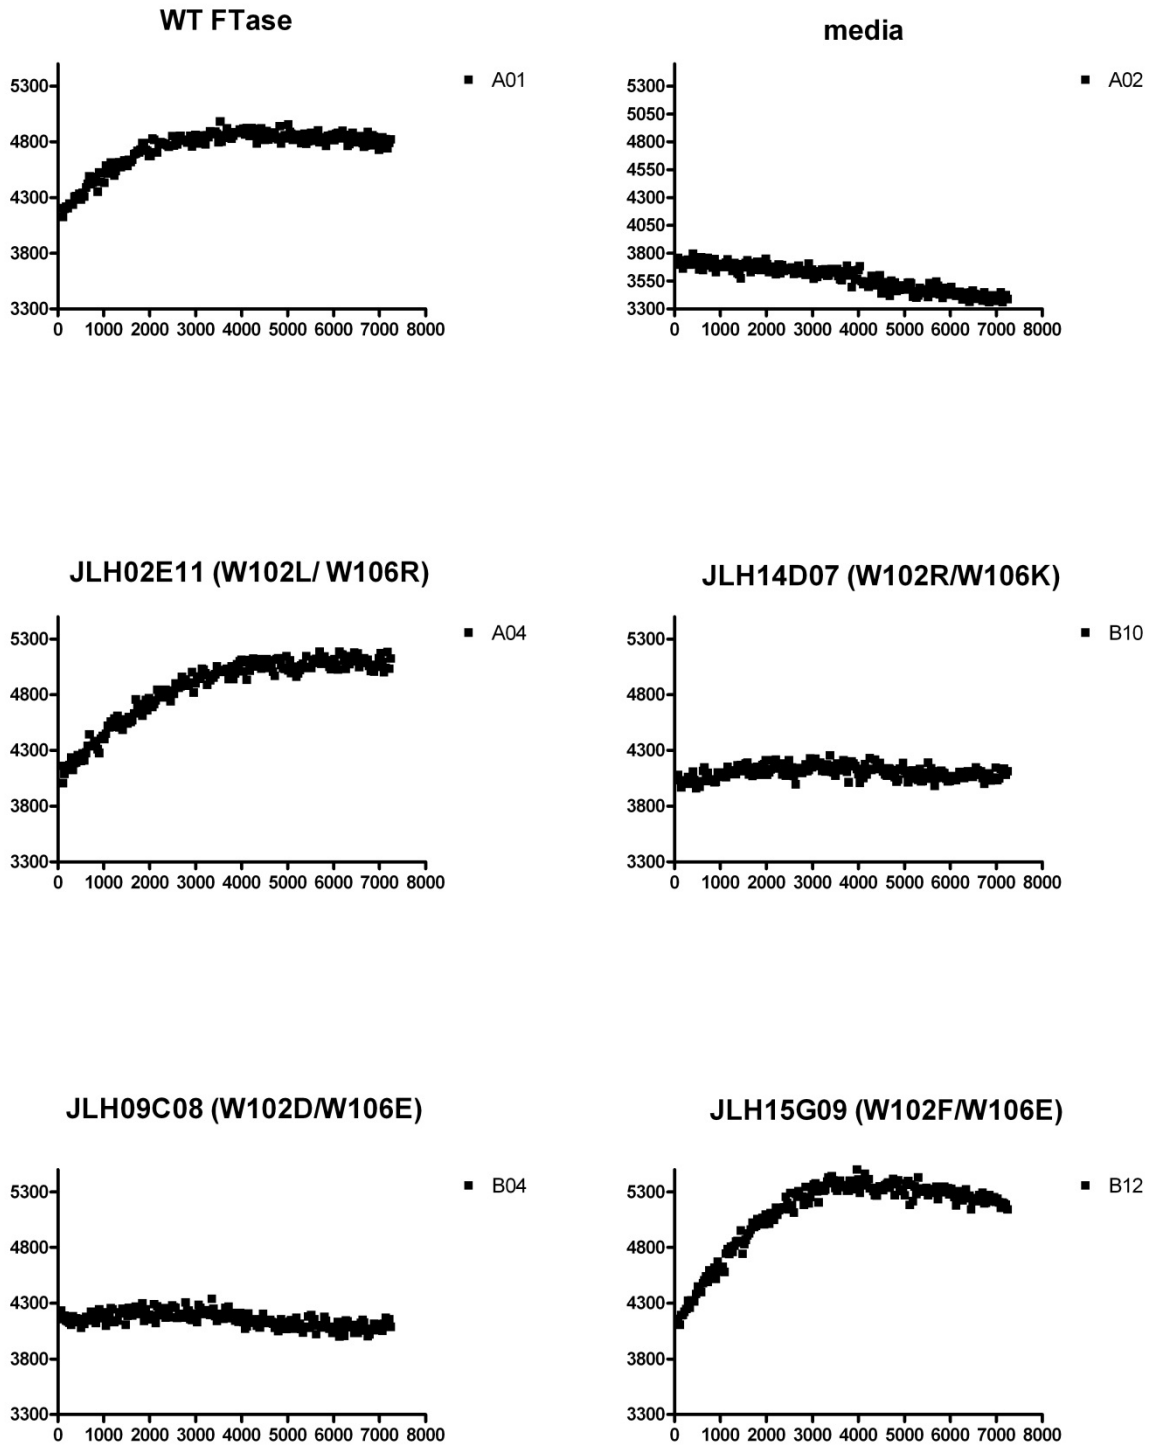 WT FTase
A01
5300
4800
4300
3800
3300
0 1000 2000 3000 4000 5000 6000 7000 8000
media
A02
5300
5050
4800
4550
4300
4050
3800
3550
3300
0 1000 2000 3000 4000 5000 6000 7000 8000
JLH02E11 (W102L/ W106R)
A04
5300
4800
4300
3800
3300
0 1000 2000 3000 4000 5000 6000 7000 8000
JLH14D07 (W102R/W106K)
B10
5300
4800
4300
3800
3300
0 1000 2000 3000 4000 5000 6000 7000 8000
JLH09C08 (W102D/W106E)
B04
5300
4800
4300
3800
3300
0 1000 2000 3000 4000 5000 6000 7000 8000
JLH15G09 (W102F/W106E)
B12
5300
4800
4300
3800
3300
0 1000 2000 3000 4000 5000 6000 7000 8000